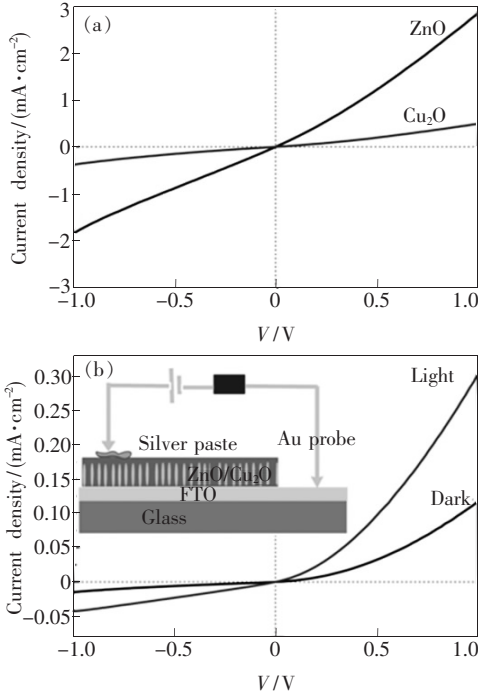 (a)
ZnO
Cu₂O
3
2
1
0
−1
−2
−3
Current density/(mA·cm⁻²)
−1.0 −0.5 0 0.5 1.0
V/V
(b)
Light
Dark
Silver paste
Au probe
ZnO/Cu₂O
FTO
Glass
0.30
0.25
0.20
0.15
0.10
0.05
0
−0.05
Current density/(mA·cm⁻²)
−1.0 −0.5 0 0.5 1.0
V/V